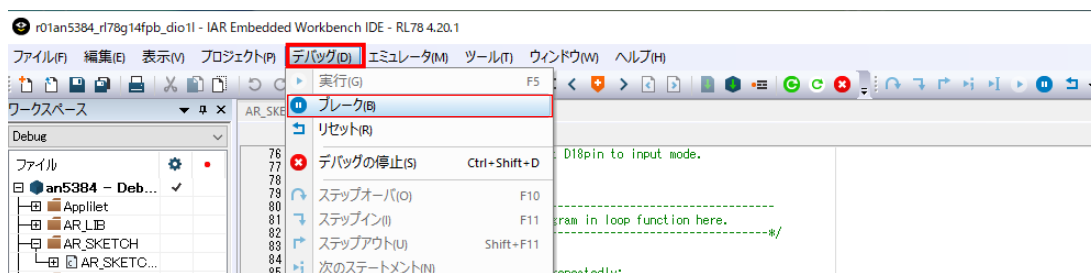 r01an5384_rl78g14fpb_dio1l - IAR Embedded Workbench IDE - RL78 4.20.1
ファイル(F) 編集(E) 表示(V) プロジェクト(P) デバッグ(D) エミュレータ(M) ツール(T) ウィンドウ(W) ヘルプ(H)
実行(G) F5
ワークスペース
ブレーク(B)
AR_SKE
リセット(R)
Debug
デバッグの停止(S) Ctrl+Shift+D
ファイル
an5384 - Deb...
Applilet
AR_LIB
AR_SKETCH
AR_SKETC...
ステップオーバ(O) F10
ステップイン(I) F11
ステップアウト(U) Shift+F11
次のステートメント(N)
76 D18pin to input mode.
77
78
79
80 ----------------------------------
81 gram in loop function here.
82 ---------------------------------*/
83
84
85 repeatedly: